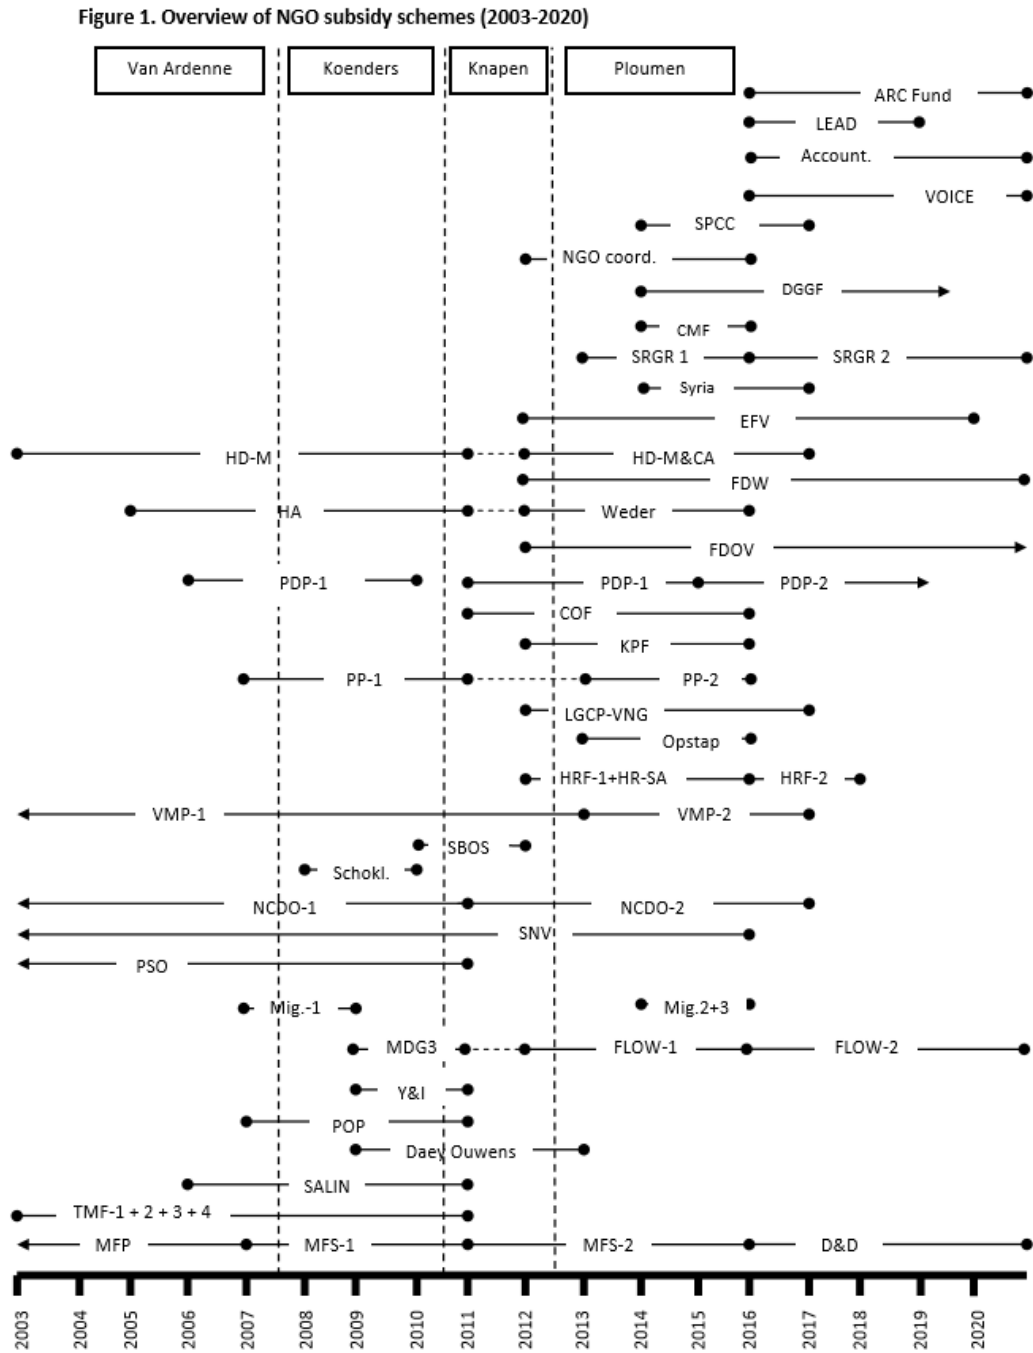 Figure 1. Overview of NGO subsidy schemes (2003-2020)
Van Ardenne Koenders Knapen Ploumen
ARC Fund
LEAD
Account.
VOICE
SPCC
NGO coord.
DGGF
CMF
SRGR 1 SRGR 2
Syria
EFV
HD-M HD-M&CA
FDW
HA Weder
FDOV
PDP-1 PDP-1 PDP-2
COF
KPF
PP-1 PP-2
LGCP-VNG
Opstap
HRF-1+HR-SA HRF-2
VMP-1 VMP-2
SBOS
Schokl.
NCDO-1 NCDO-2
SNV
PSO
Mig.-1 Mig.2+3
MDG3 FLOW-1 FLOW-2
Y&I
POP
Daey Ouwens
SALIN
TMF-1 + 2 + 3 + 4
MFP MFS-1 MFS-2 D&D
2003 2004 2005 2006 2007 2008 2009 2010 2011 2012 2013 2014 2015 2016 2017 2018 2019 2020